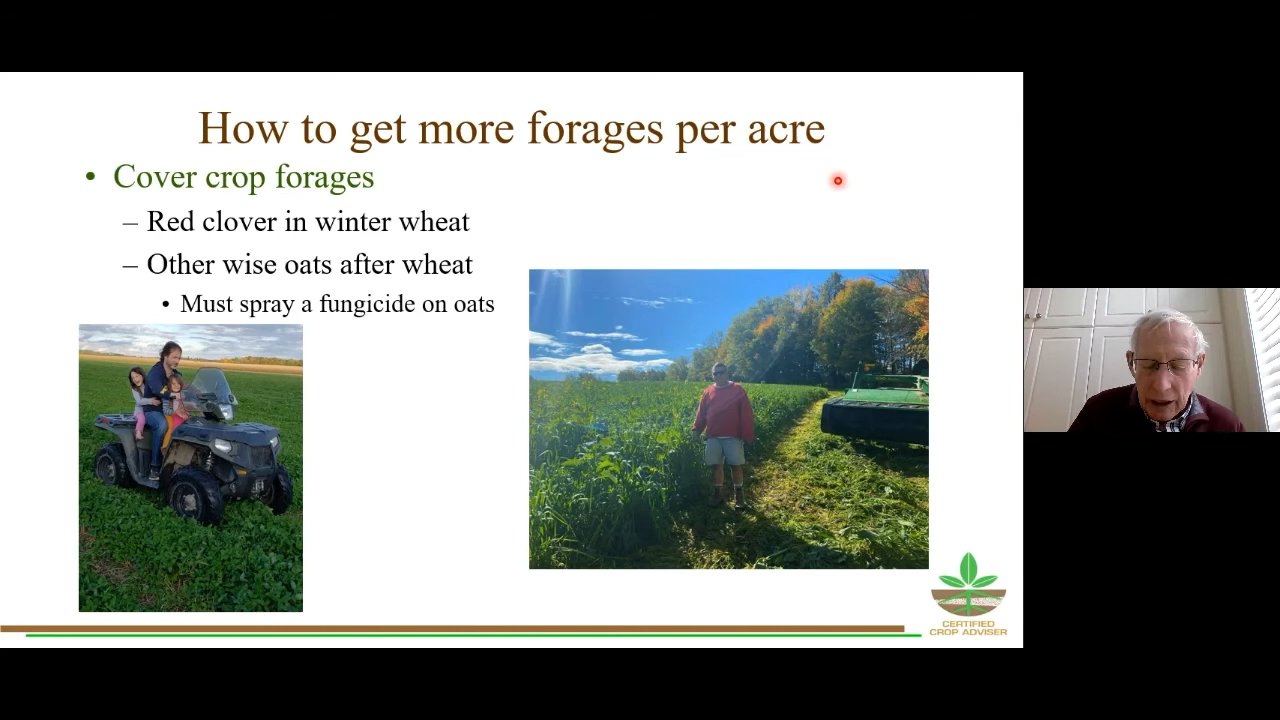 How to get more forages per acre
• Cover crop forages
– Red clover in winter wheat
– Other wise oats after wheat
• Must spray a fungicide on oats
CERTIFIED
CROP ADVISER